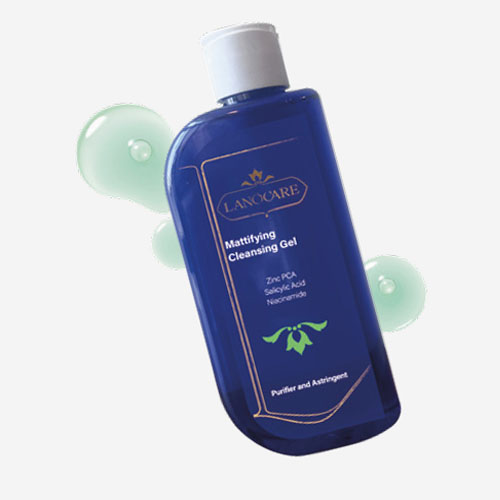 LANOCARE
Mattifying
Cleansing Gel
Zinc PCA
Salicylic Acid
Niacinamide
Purifier and Astringent